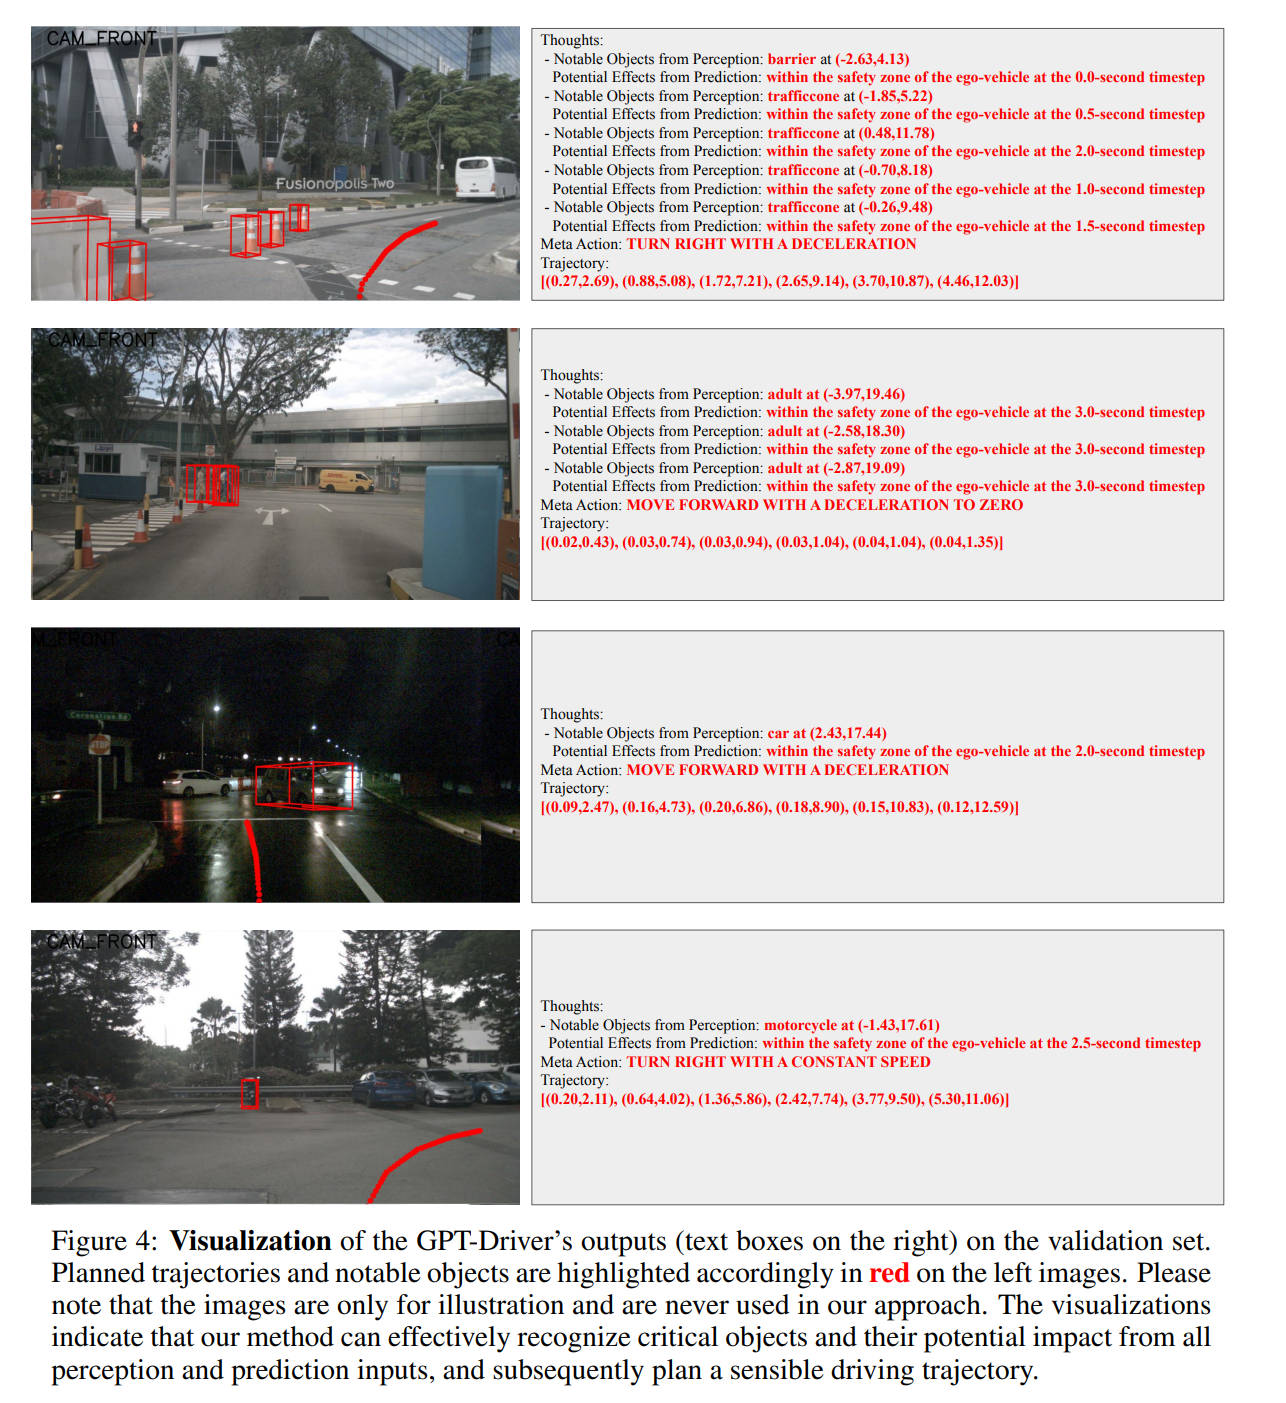 CAM_FRONT
Fusionopolis Two
Thoughts:
- Notable Objects from Perception: barrier at (-2.63,4.13)
Potential Effects from Prediction: within the safety zone of the ego-vehicle at the 0.0-second timestep
- Notable Objects from Perception: trafficcone at (-1.85,5.22)
Potential Effects from Prediction: within the safety zone of the ego-vehicle at the 0.5-second timestep
- Notable Objects from Perception: trafficcone at (0.48,11.78)
Potential Effects from Prediction: within the safety zone of the ego-vehicle at the 2.0-second timestep
- Notable Objects from Perception: trafficcone at (-0.70,8.18)
Potential Effects from Prediction: within the safety zone of the ego-vehicle at the 1.0-second timestep
- Notable Objects from Perception: trafficcone at (-0.26,9.48)
Potential Effects from Prediction: within the safety zone of the ego-vehicle at the 1.5-second timestep
Meta Action: TURN RIGHT WITH A DECELERATION
Trajectory:
[(0.27,2.69), (0.88,5.08), (1.72,7.21), (2.65,9.14), (3.70,10.87), (4.46,12.03)]
CAM_FRONT
Thoughts:
- Notable Objects from Perception: adult at (-3.97,19.46)
Potential Effects from Prediction: within the safety zone of the ego-vehicle at the 3.0-second timestep
- Notable Objects from Perception: adult at (-2.58,18.30)
Potential Effects from Prediction: within the safety zone of the ego-vehicle at the 3.0-second timestep
- Notable Objects from Perception: adult at (-2.87,19.09)
Potential Effects from Prediction: within the safety zone of the ego-vehicle at the 3.0-second timestep
Meta Action: MOVE FORWARD WITH A DECELERATION TO ZERO
Trajectory:
[(0.02,0.43), (0.03,0.74), (0.03,0.94), (0.03,1.04), (0.04,1.04), (0.04,1.35)]
M_FRONT
CA
Coronation Rd
STOP
Thoughts:
- Notable Objects from Perception: car at (2.43,17.44)
Potential Effects from Prediction: within the safety zone of the ego-vehicle at the 2.0-second timestep
Meta Action: MOVE FORWARD WITH A DECELERATION
Trajectory:
[(0.09,2.47), (0.16,4.73), (0.20,6.86), (0.18,8.90), (0.15,10.83), (0.12,12.59)]
CAM_FRONT
Thoughts:
- Notable Objects from Perception: motorcycle at (-1.43,17.61)
Potential Effects from Prediction: within the safety zone of the ego-vehicle at the 2.5-second timestep
Meta Action: TURN RIGHT WITH A CONSTANT SPEED
Trajectory:
[(0.20,2.11), (0.64,4.02), (1.36,5.86), (2.42,7.74), (3.77,9.50), (5.30,11.06)]
Figure 4: Visualization of the GPT-Driver's outputs (text boxes on the right) on the validation set.
Planned trajectories and notable objects are highlighted accordingly in red on the left images. Please
note that the images are only for illustration and are never used in our approach. The visualizations
indicate that our method can effectively recognize critical objects and their potential impact from all
perception and prediction inputs, and subsequently plan a sensible driving trajectory.